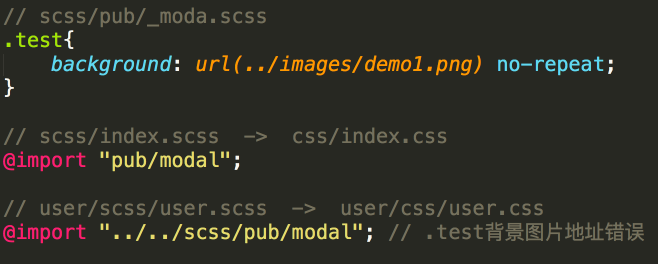 // scss/pub/_moda.scss
.test{
    background: url(../images/demo1.png) no-repeat;
}
// scss/index.scss  ->  css/index.css
@import "pub/modal";
// user/scss/user.scss  ->  user/css/user.css
@import "../../scss/pub/modal"; // .test背景图片地址错误